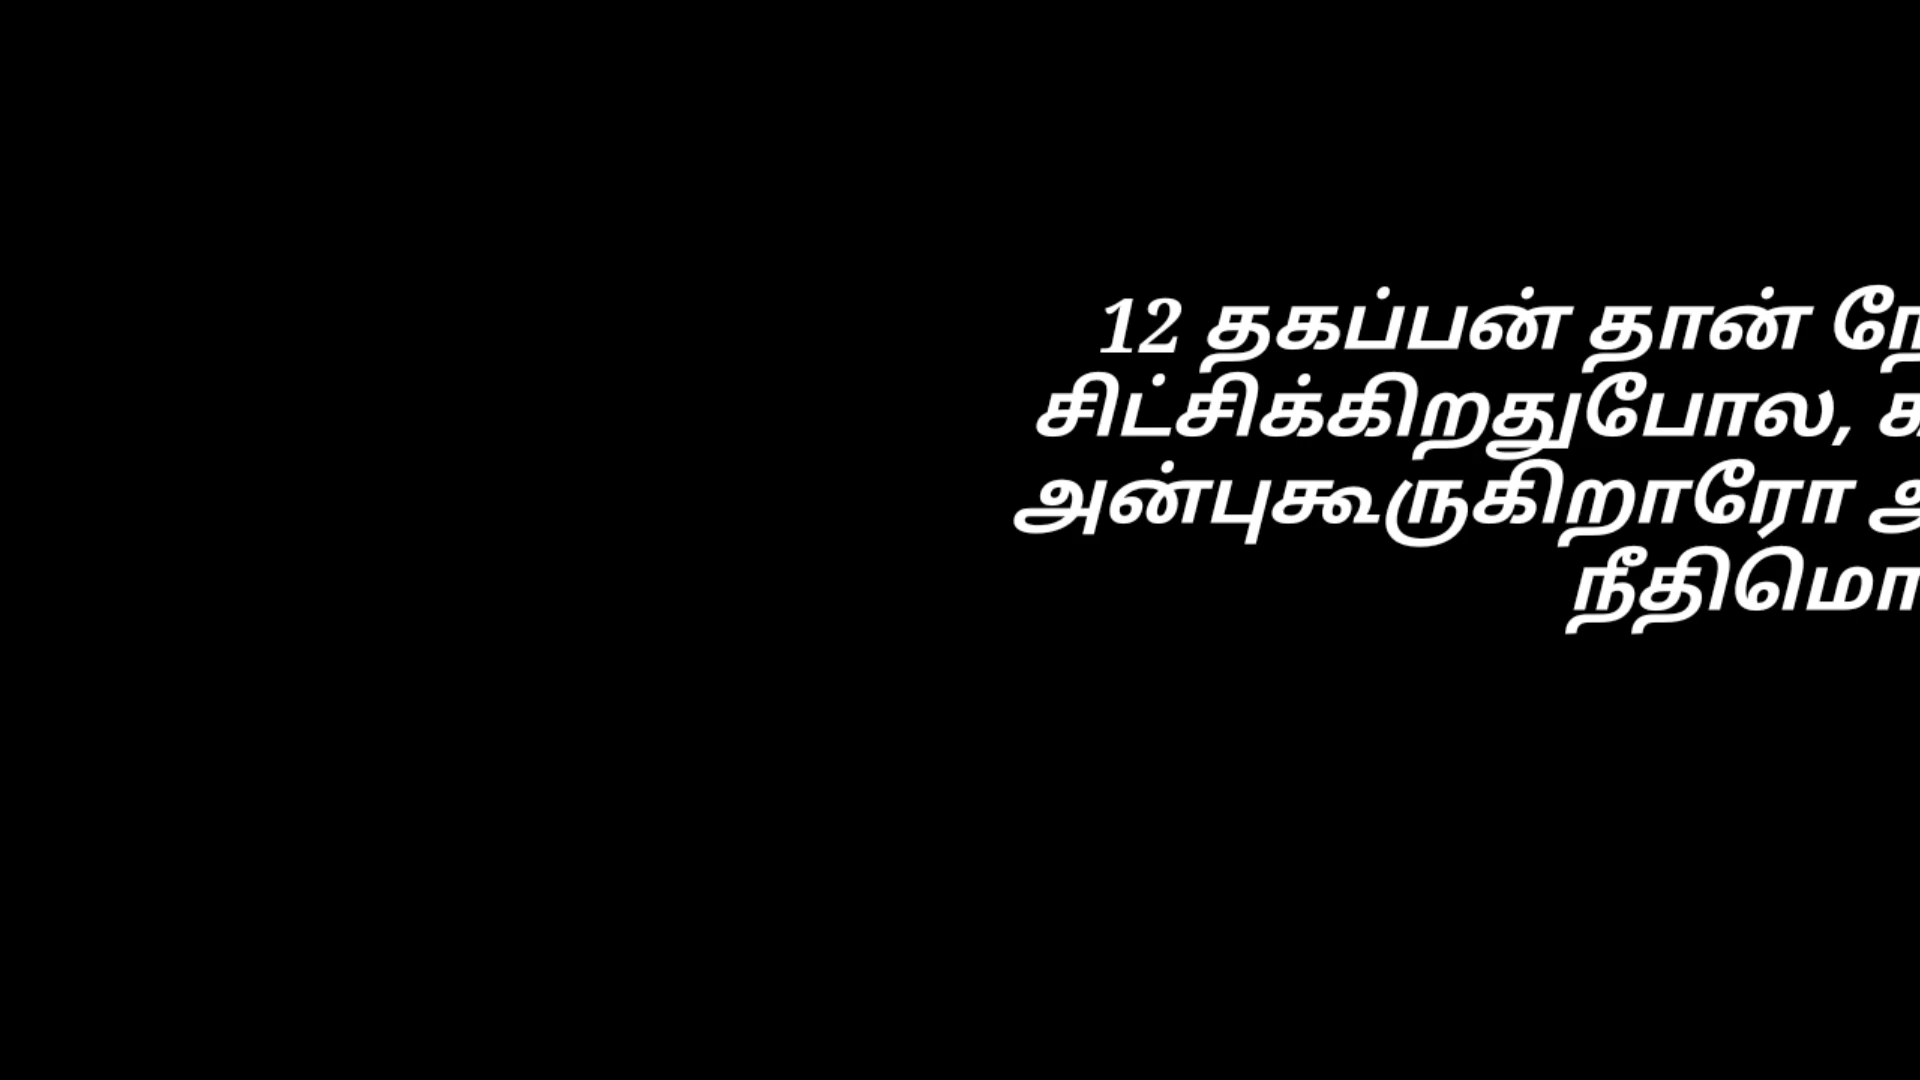 12 தகப்பன் தான்
சிட்சிக்கிறதுபோல,
அன்புகூருகிறாரோ